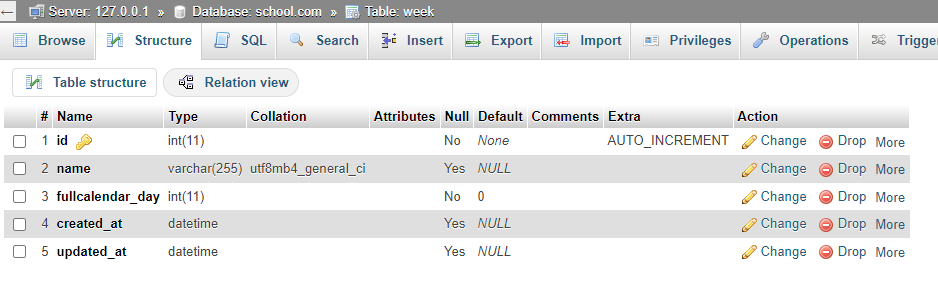 ← Server: 127.0.0.1 » Database: school.com » Table: week
Browse Structure SQL Search Insert Export Import Privileges Operations Trigge
Table structure Relation view
# Name Type Collation Attributes Null Default Comments Extra Action
1 id int(11) No None AUTO_INCREMENT Change Drop More
2 name varchar(255) utf8mb4_general_ci Yes NULL Change Drop More
3 fullcalendar_day int(11) No 0 Change Drop More
4 created_at datetime Yes NULL Change Drop More
5 updated_at datetime Yes NULL Change Drop More